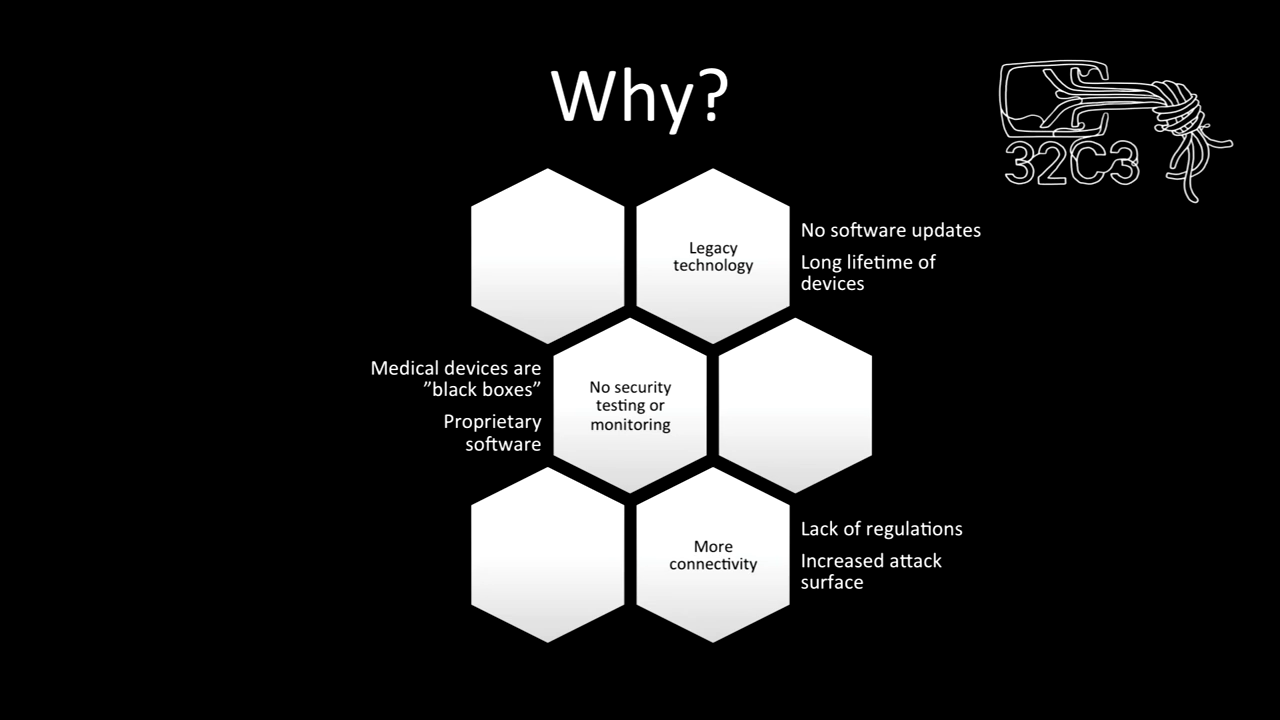 Why?
32C3
Legacy
technology
No software updates
Long lifetime of
devices
Medical devices are
”black boxes”
Proprietary
software
No security
testing or
monitoring
More
connectivity
Lack of regulations
Increased attack
surface